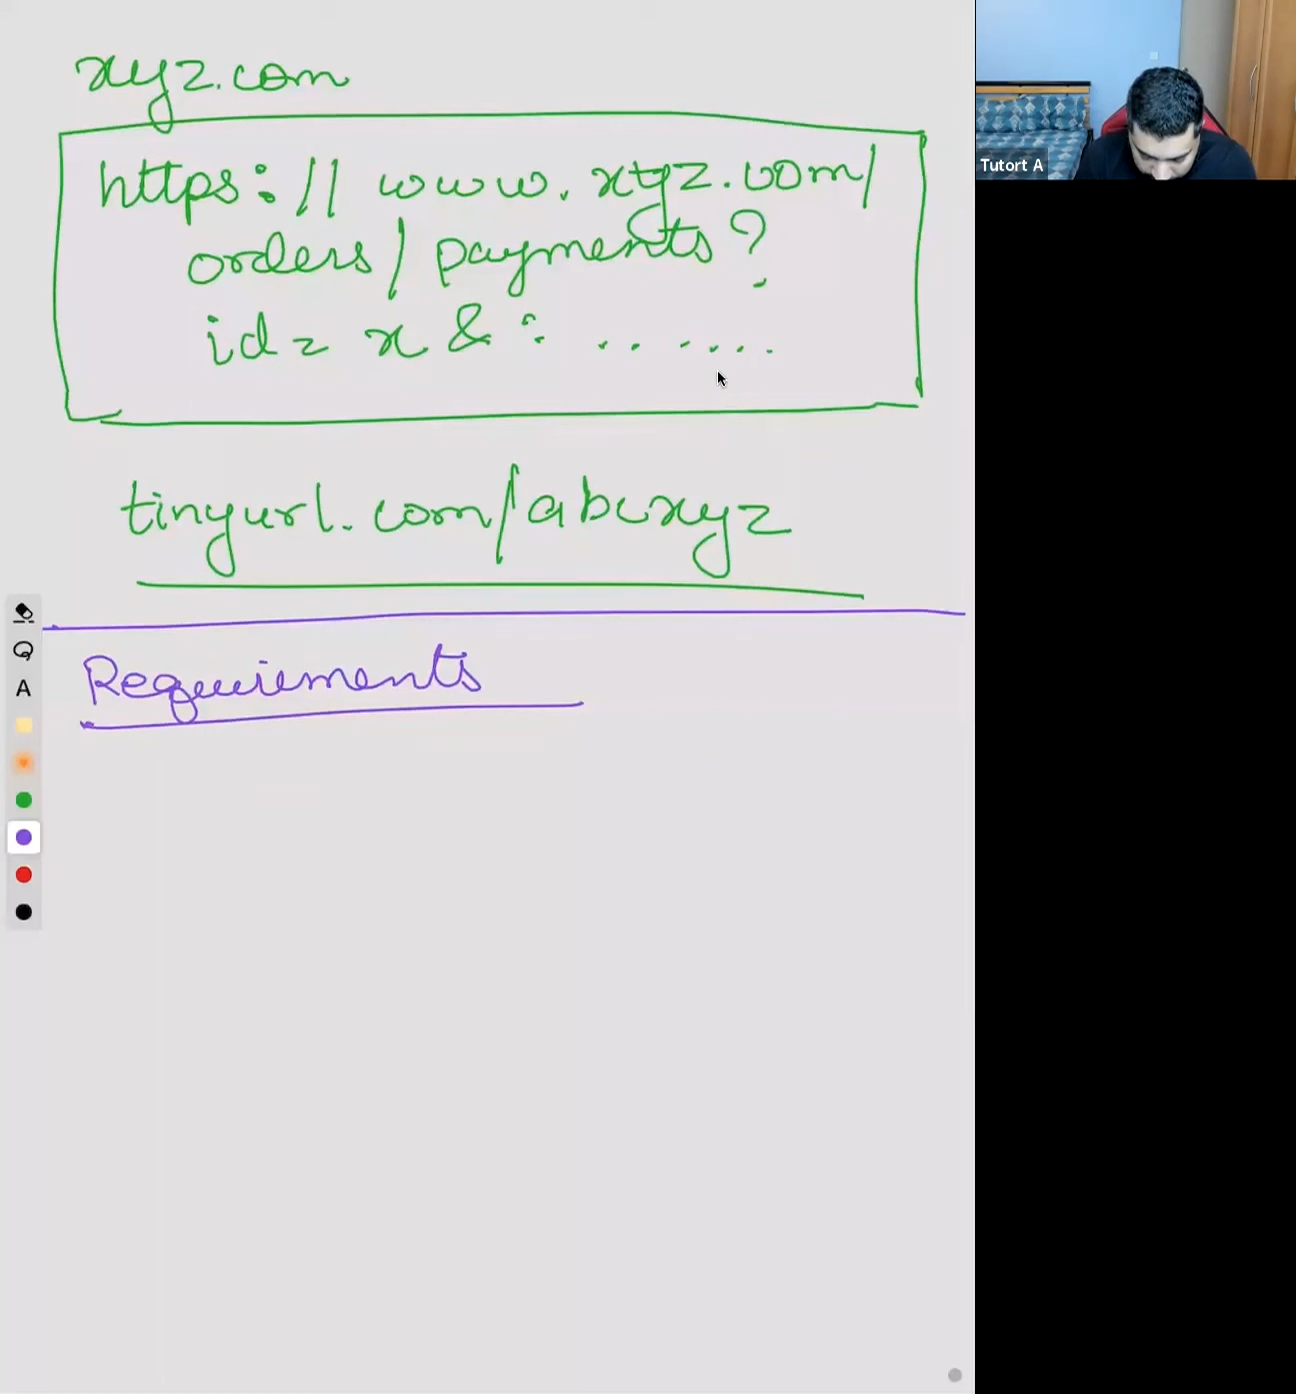 xyz.com
https://www.xyz.com/
orders/payments?
id= x & : .......
tinyurl.com/abcxyz
Requirements
A
Tutort A